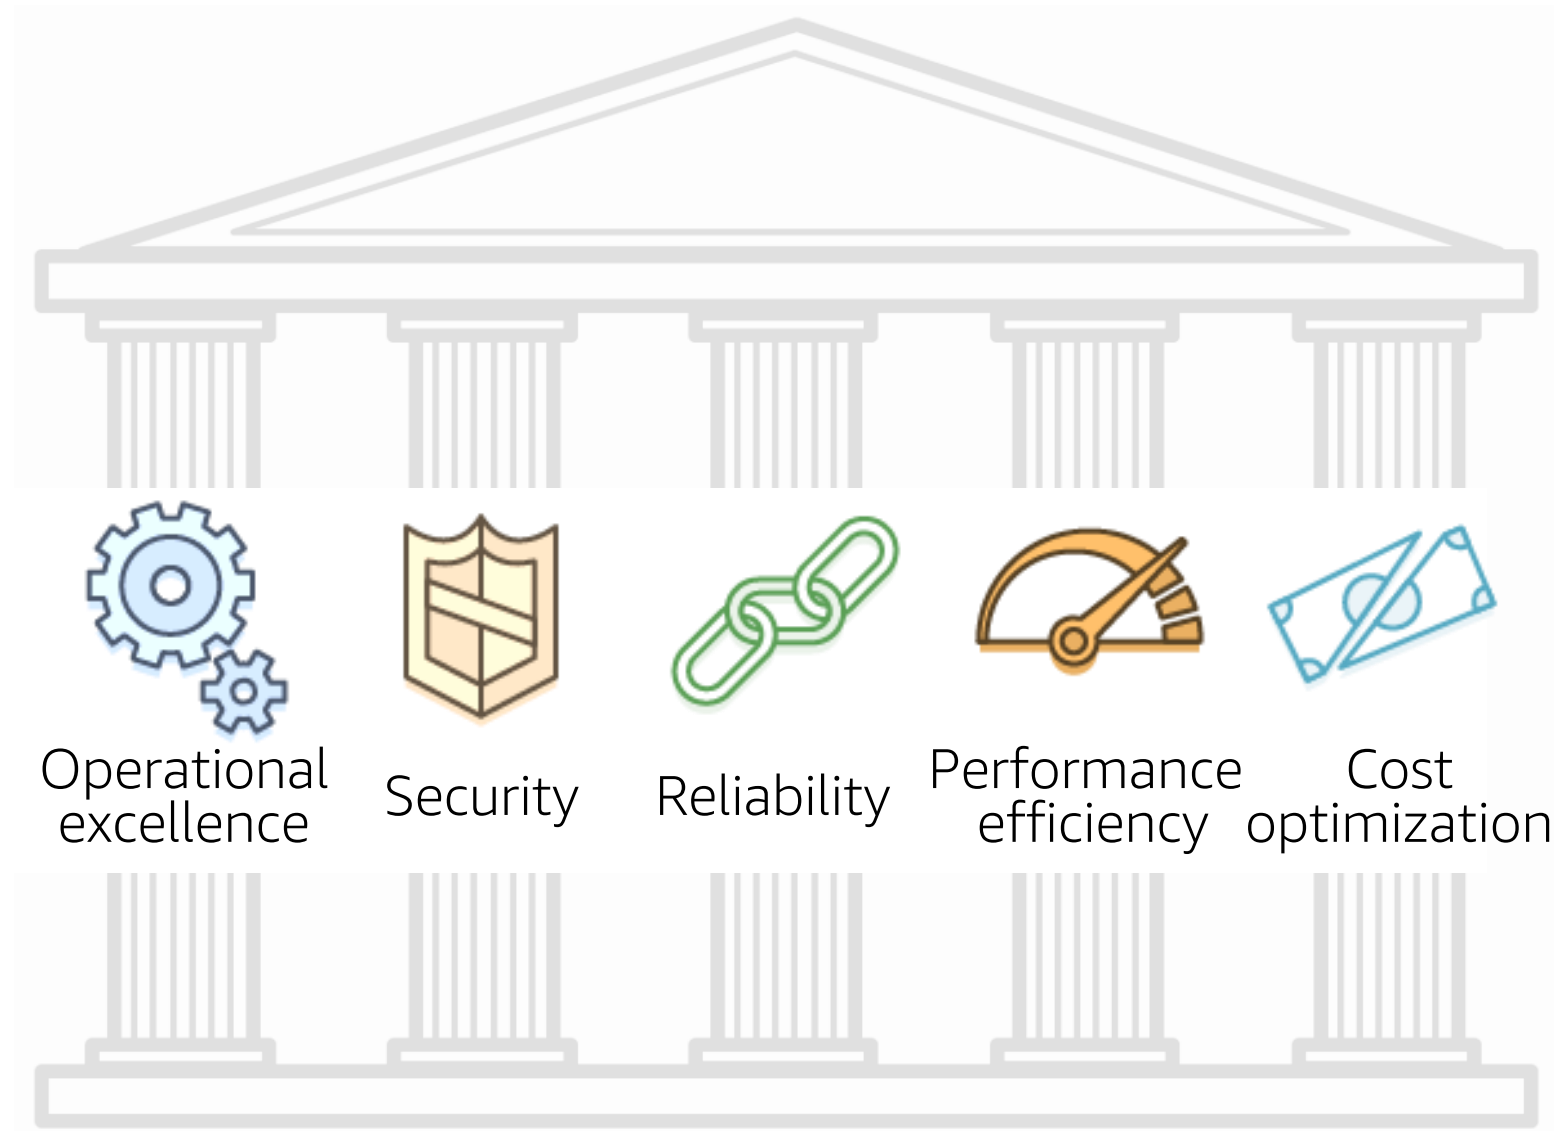 Operational
excellence
Security
Reliability
Performance
efficiency
Cost
optimization